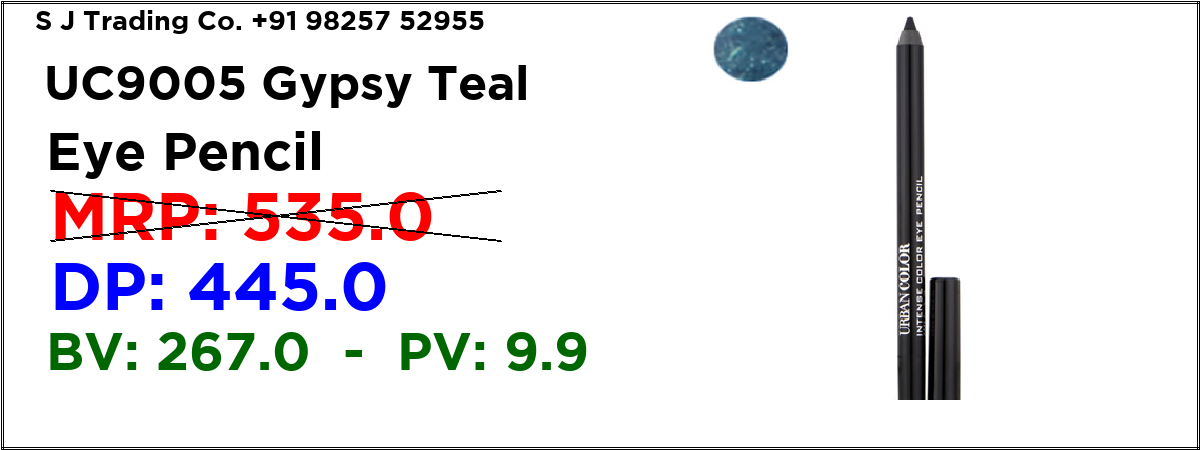 S J Trading Co. +91 98257 52955
UC9005 Gypsy Teal
Eye Pencil
MRP: 535.0
DP: 445.0
BV: 267.0 - PV: 9.9
URBAN COLOR
INTENSE COLOR EYE PENCIL